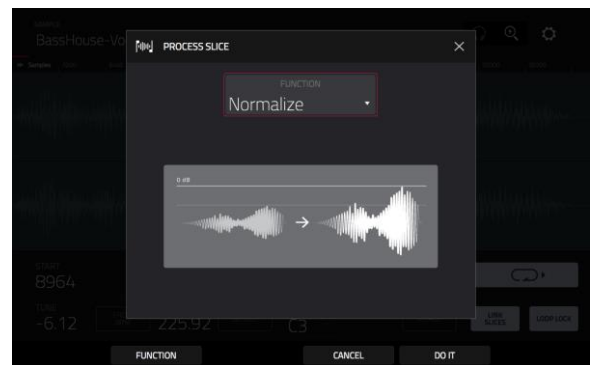 SAMPLE
BassHouse-Vo
PROCESS SLICE
FUNCTION
Normalize
0 dB
START
8964
TUNE
-6.12
225.92
C3
LINK
SLICES
LOOP LOCK
FUNCTION
CANCEL
DO IT